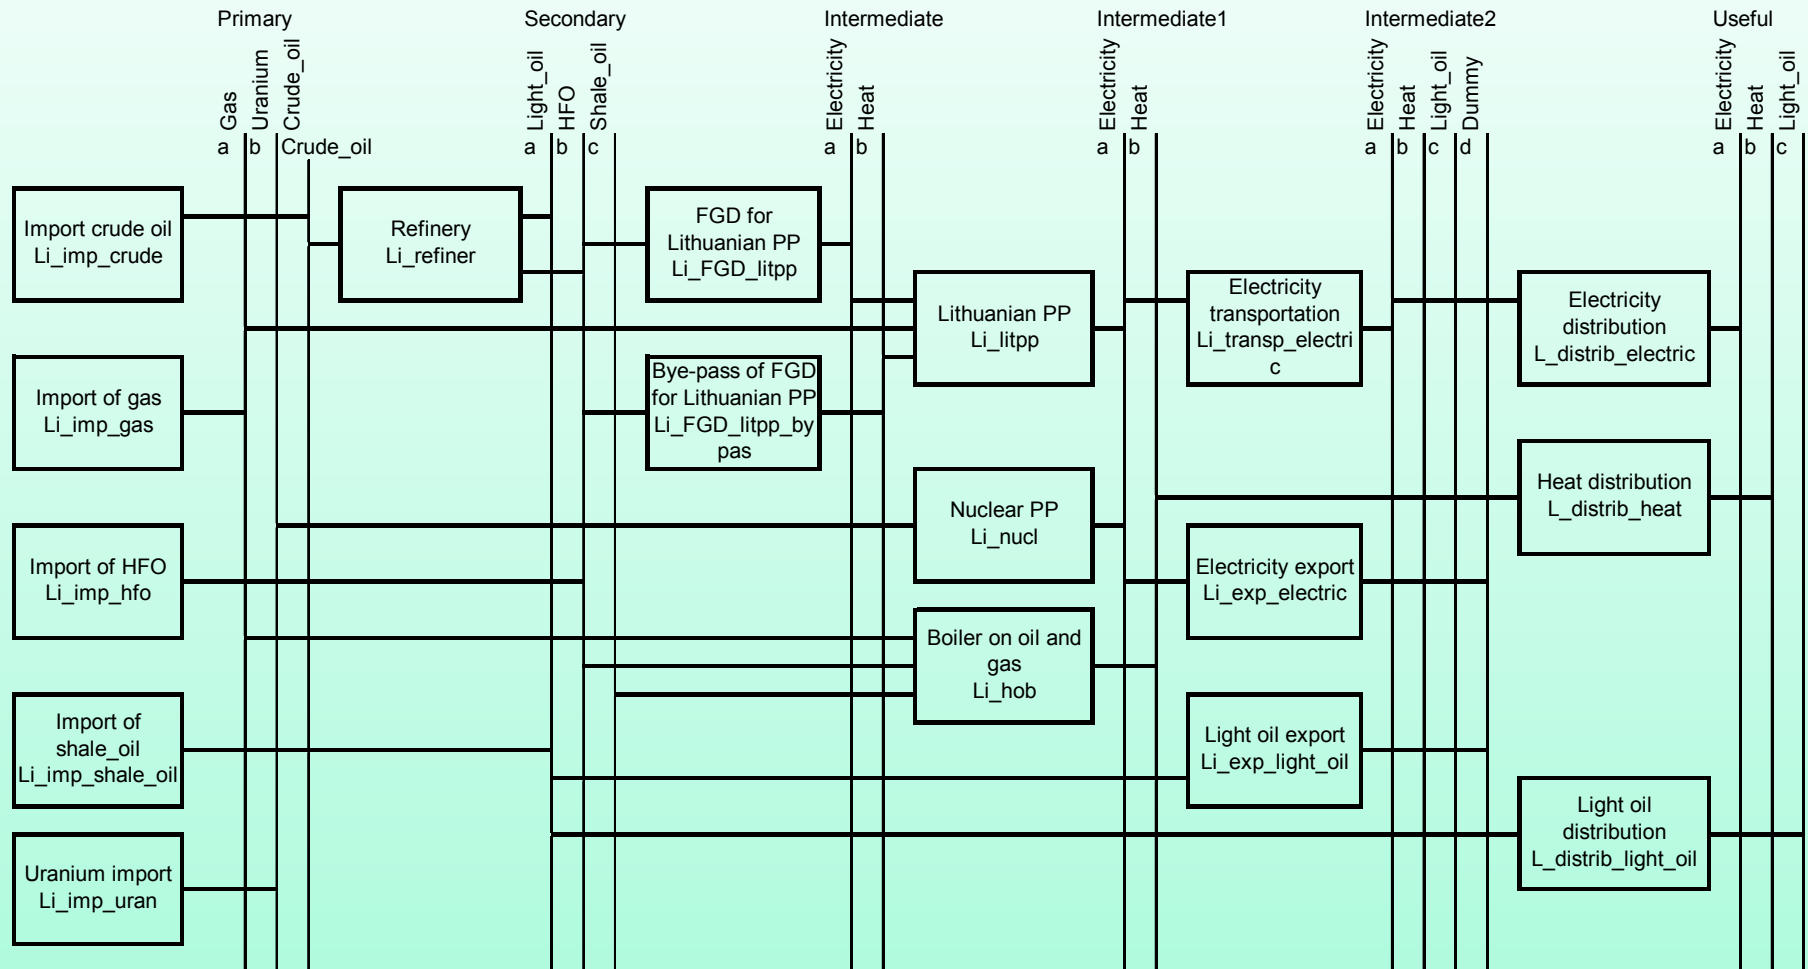 Primary
Secondary
Intermediate
Intermediate1
Intermediate2
Useful
Gas
Uranium
Crude_oil
Light_oil
HFO
Shale_oil
Electricity
Heat
Electricity
Heat
Electricity
Heat
Light_oil
Dummy
Electricity
Heat
Light_oil
a
b
Crude_oil
a
b
c
a
b
a
b
a
b
c
d
a
b
c
Import crude oil
Li_imp_crude
Refinery
Li_refiner
FGD for
Lithuanian PP
Li_FGD_litpp
Lithuanian PP
Li_litpp
Electricity
transportation
Li_transp_electri
c
Electricity
distribution
L_distrib_electric
Import of gas
Li_imp_gas
Bye-pass of FGD
for Lithuanian PP
Li_FGD_litpp_by
pas
Heat distribution
L_distrib_heat
Nuclear PP
Li_nucl
Import of HFO
Li_imp_hfo
Electricity export
Li_exp_electric
Boiler on oil and
gas
Li_hob
Import of
shale_oil
Li_imp_shale_oil
Light oil export
Li_exp_light_oil
Light oil
distribution
L_distrib_light_oil
Uranium import
Li_imp_uran